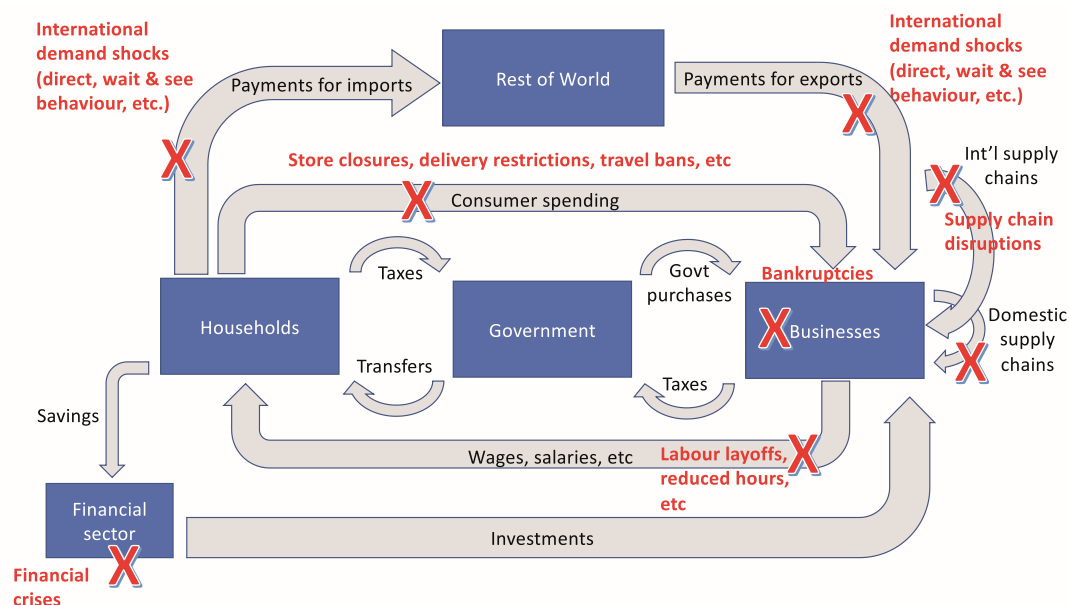 International
demand shocks
(direct, wait & see
behaviour, etc.)
Payments for imports
Rest of World
Payments for exports
International
demand shocks
(direct, wait & see
behaviour, etc.)
X
X
Store closures, delivery restrictions, travel bans, etc
X
Consumer spending
Int'l supply
chains
X
Supply chain
disruptions
Taxes
Govt
purchases
Bankruptcies
Households
Government
X
Businesses
Domestic
supply
chains
X
Transfers
Taxes
Savings
Wages, salaries, etc
Labour layoffs,
reduced hours,
etc
X
Financial
sector
X
Investments
Financial
crises